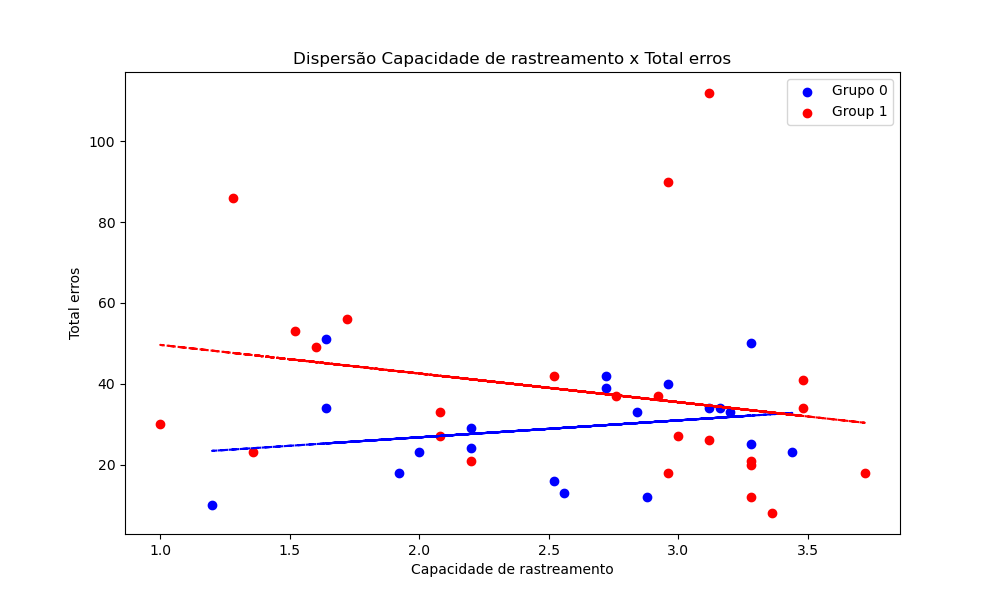 Dispersão Capacidade de rastreamento x Total erros
Grupo 0
Group 1
Total erros
100
80
60
40
20
1.0 1.5 2.0 2.5 3.0 3.5
Capacidade de rastreamento